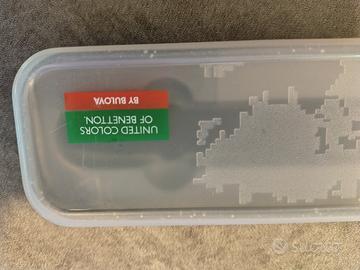 UNITED COLORS
OF BENETTON.
BY BULOVA
subito